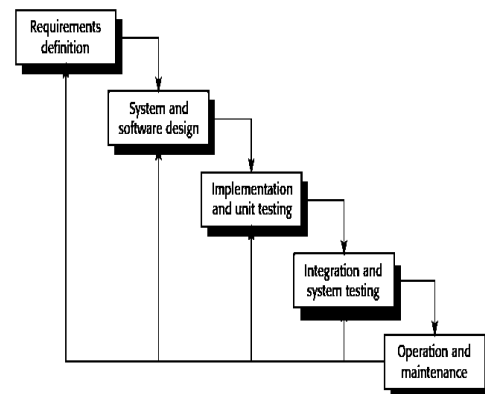 Requirements
definition
System and
software design
Implementation
and unit testing
Integration and
system testing
Operation and
maintenance